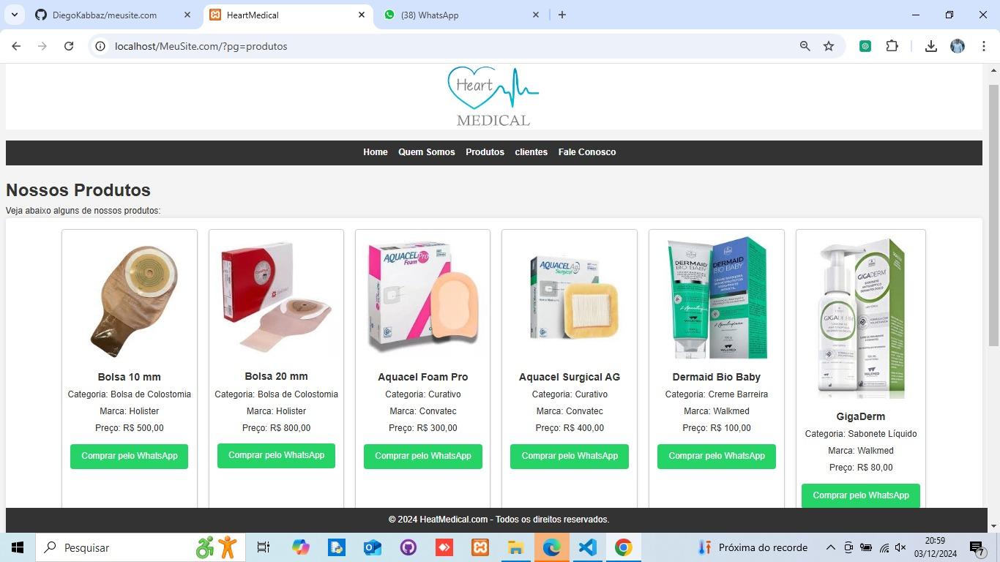 DiegoKabbaz/meusite.com
HeartMedical
(38) WhatsApp
localhost/MeuSite.com/?pg=produtos
Heart
MEDICAL
Home Quem Somos Produtos clientes Fale Conosco
Nossos Produtos
Veja abaixo alguns de nossos produtos:
AQUACEL Pro
Foam
AQUACEL Ag
Surgical
DERMAID
BIO BABY
DERMAID
BIO BABY
WALKMED
WALKMED
GIGADERM
GIGADERM
WALKMED
Bolsa 10 mm
Categoria: Bolsa de Colostomia
Marca: Holister
Preço: R$ 500,00
Comprar pelo WhatsApp
Bolsa 20 mm
Categoria: Bolsa de Colostomia
Marca: Holister
Preço: R$ 800,00
Comprar pelo WhatsApp
Aquacel Foam Pro
Categoria: Curativo
Marca: Convatec
Preço: R$ 300,00
Comprar pelo WhatsApp
Aquacel Surgical AG
Categoria: Curativo
Marca: Convatec
Preço: R$ 400,00
Comprar pelo WhatsApp
Dermaid Bio Baby
Categoria: Creme Barreira
Marca: Walkmed
Preço: R$ 100,00
Comprar pelo WhatsApp
GigaDerm
Categoria: Sabonete Líquido
Marca: Walkmed
Preço: R$ 80,00
Comprar pelo WhatsApp
© 2024 HeatMedical.com - Todos os direitos reservados.
Pesquisar
Próxima do recorde
20:59
03/12/2024
7